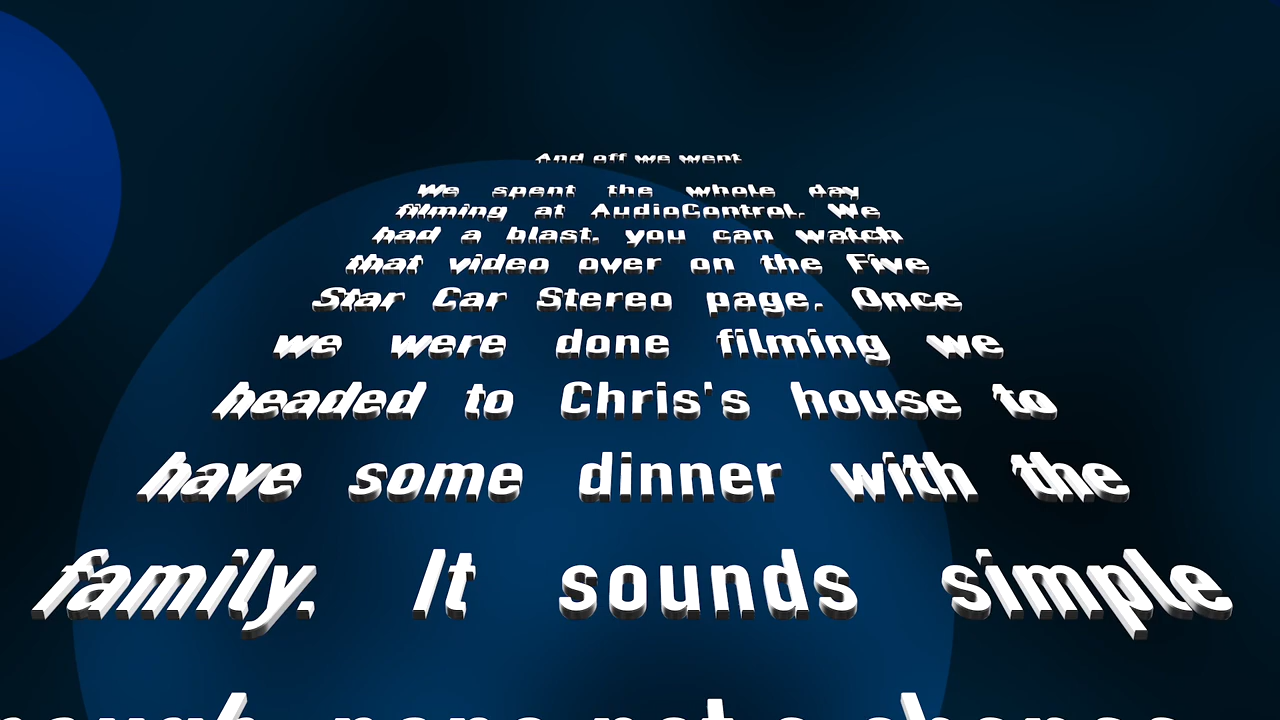 And off we went
We spent the whole day
filming at AudioControl. We
had a blast, you can watch
that video over on the Five
Star Car Stereo page. Once
we were done filming we
headed to Chris's house to
have some dinner with the
family. It sounds simple